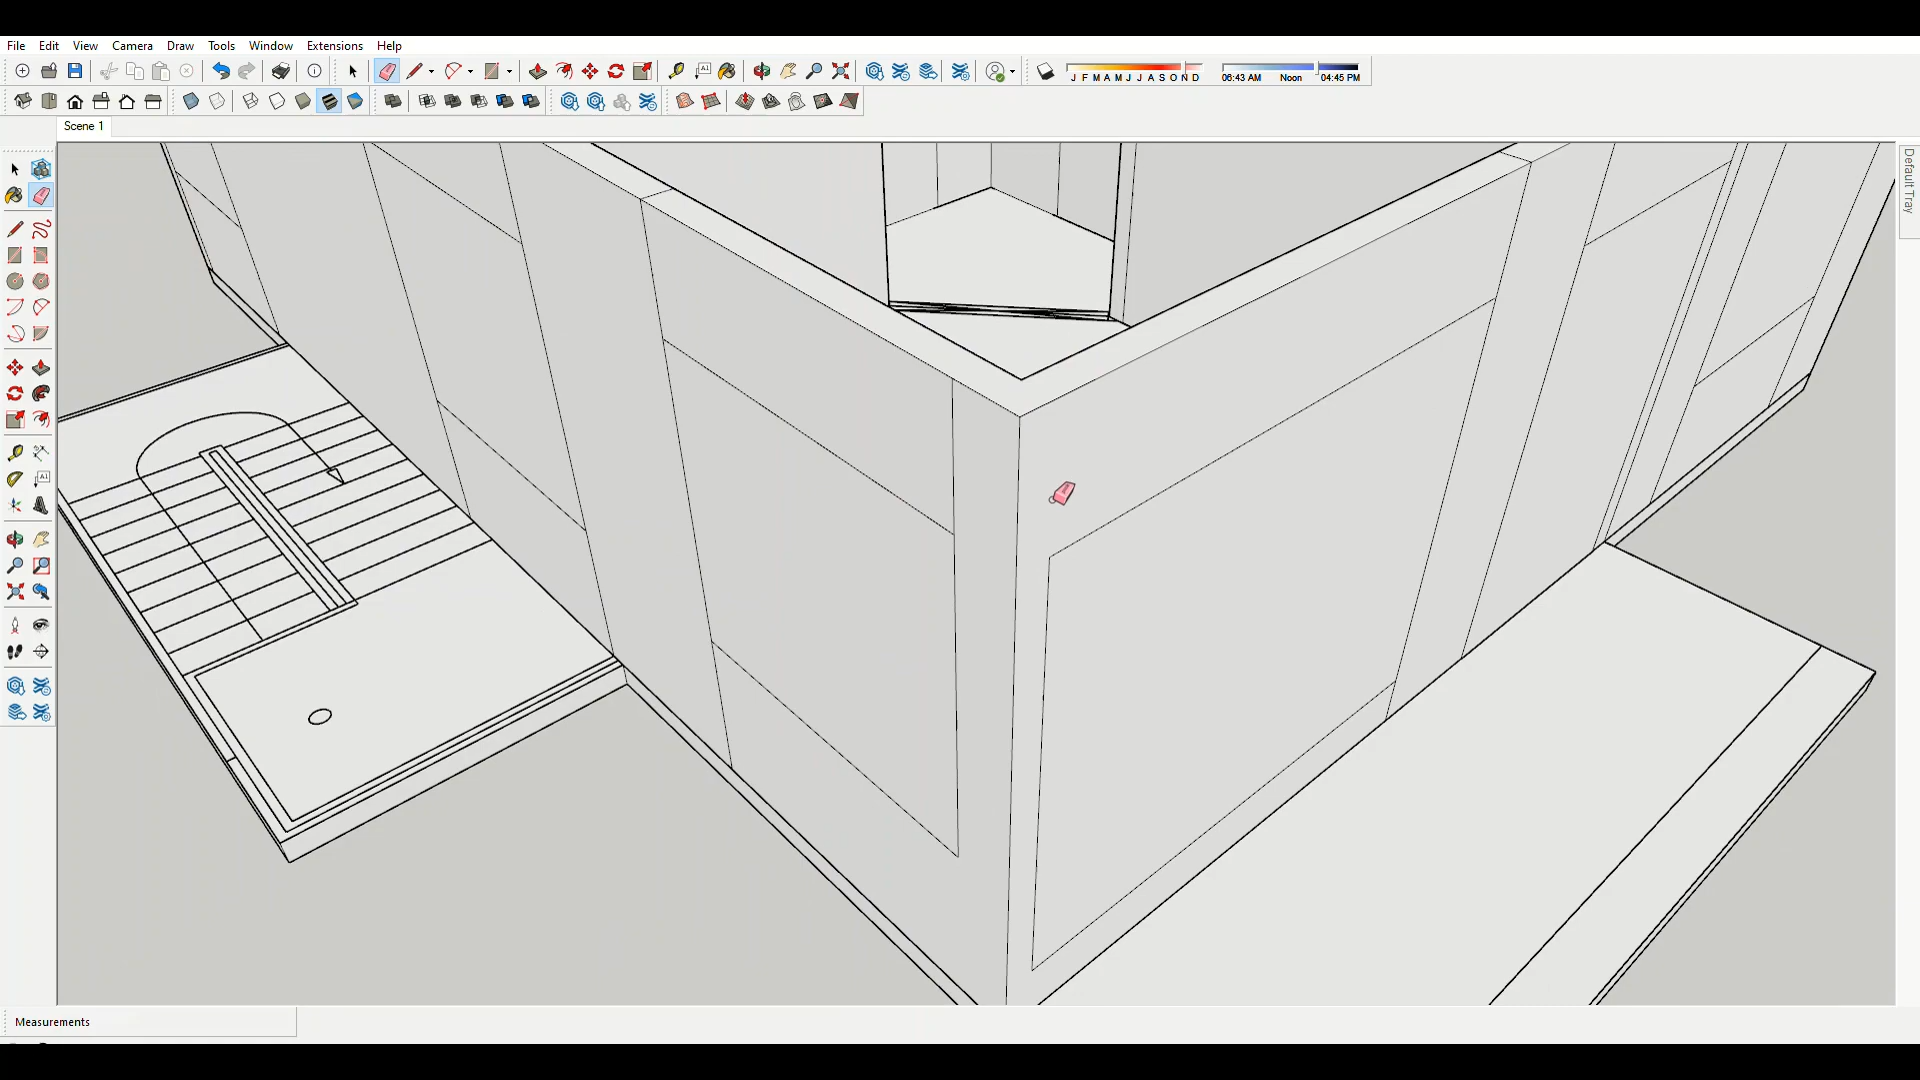 File Edit View Camera Draw Tools Window Extensions Help
J F M A M J J A S O N D 06:43 AM Noon 04:45 PM
Scene 1
Default Tray
Measurements